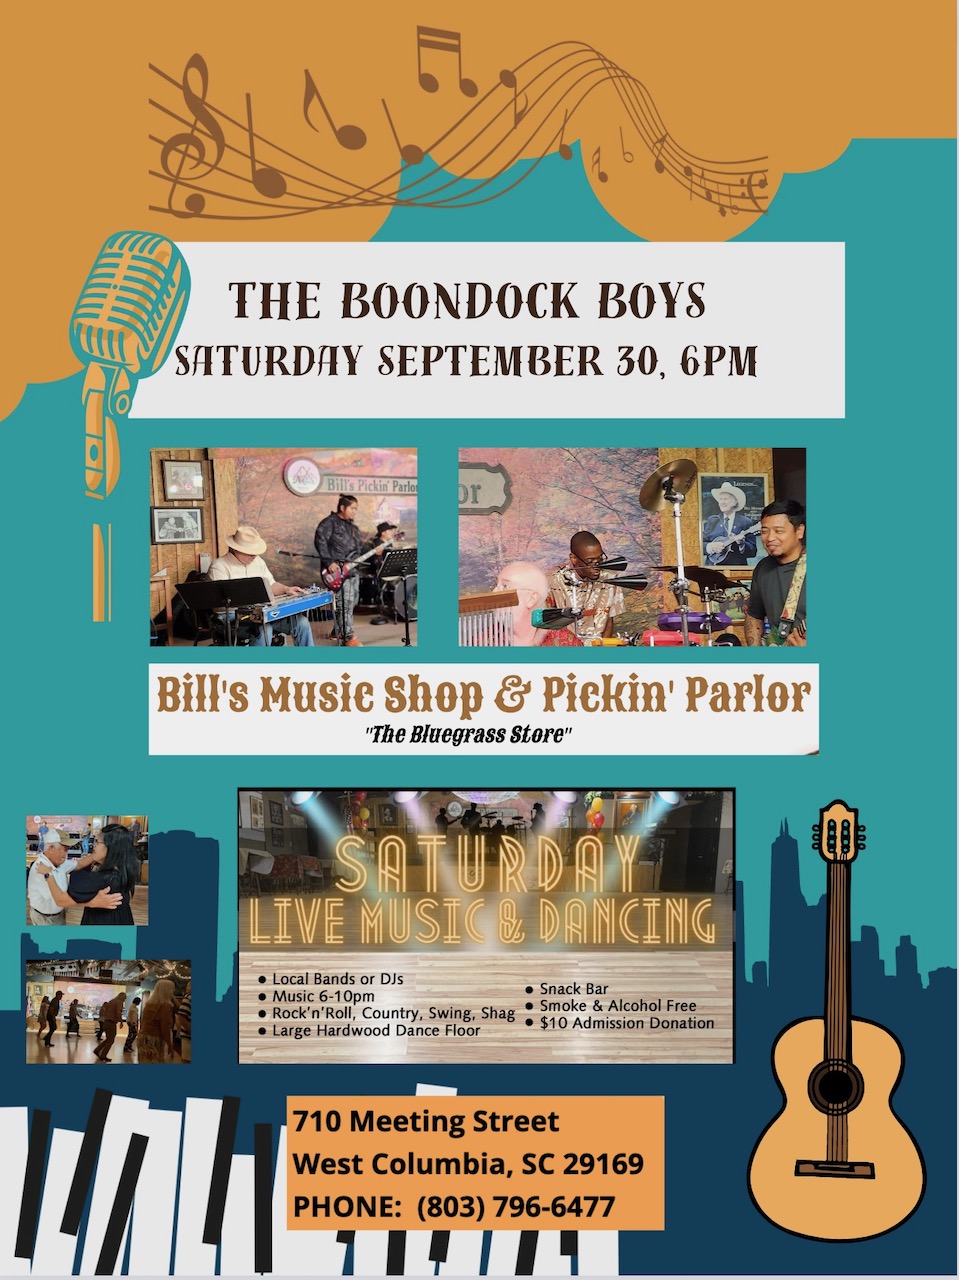 THE BOONDOCK BOYS
SATURDAY SEPTEMBER 30, 6PM
Bill's Pickin' Parlor
Bill's Music Shop & Pickin' Parlor
"The Bluegrass Store"
SATURDAY
LIVE MUSIC & DANCING
• Local Bands or DJs
• Music 6-10pm
• Rock'n'Roll, Country, Swing, Shag
• Large Hardwood Dance Floor
• Snack Bar
• Smoke & Alcohol Free
• $10 Admission Donation
710 Meeting Street
West Columbia, SC 29169
PHONE: (803) 796-6477